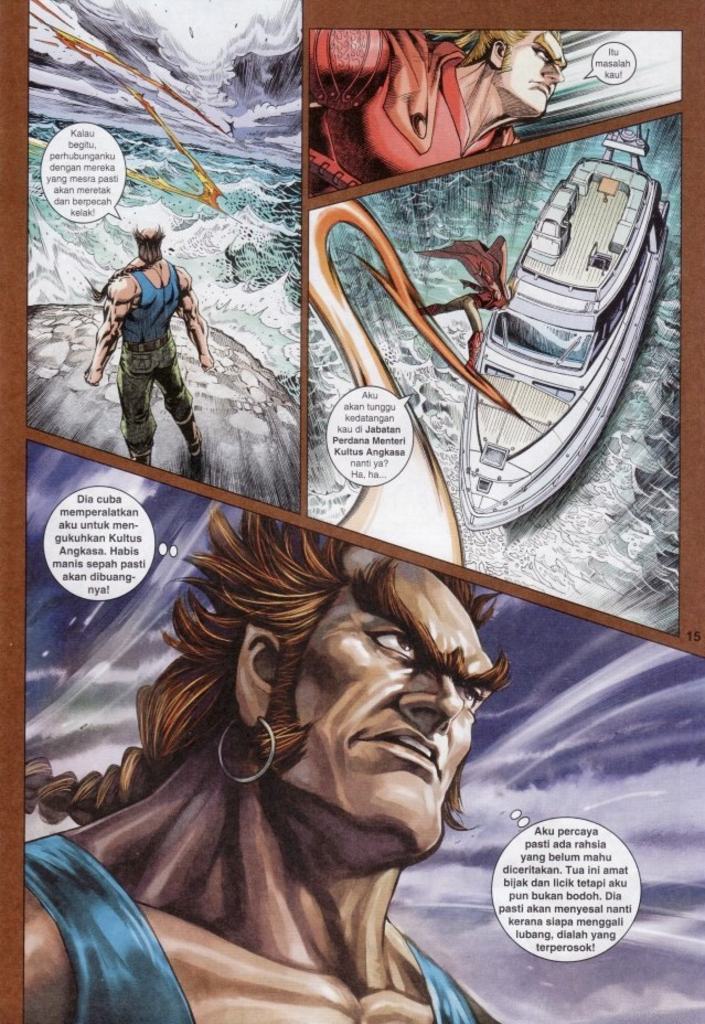 Kalau
begitu,
perhubunganku
dengan mereka
yang mesra pasti
akan meretak
dan berpecah
kelak!
Itu
masalah
kau!
Aku
akan tunggu
kedatangan
kau di Jabatan
Perdana Menteri
Kultus Angkasa
nanti ya?
Ha, ha...
Dia cuba
memperalatkan
aku untuk men-
gukuhkan Kultus
Angkasa. Habis
manis sepah pasti
akan dibuang-
nya!
15
Aku percaya
pasti ada rahsia
yang belum mahu
diceritakan. Tua ini amat
bijak dan licik tetapi aku
pun bukan bodoh. Dia
pasti akan menyesal nanti
kerana siapa menggali
lubang, dialah yang
terperosok!